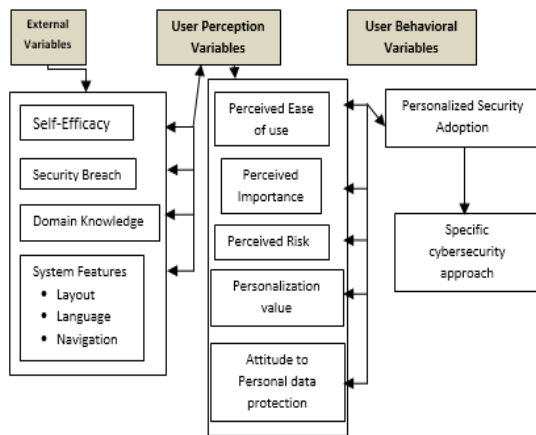 External
Variables
User Perception
Variables
User Behavioral
Variables
Self-Efficacy
Security Breach
Domain Knowledge
System Features
• Layout
• Language
• Navigation
Perceived Ease
of use
Perceived
Importance
Perceived Risk
Personalization
value
Attitude to
Personal data
protection
Personalized Security
Adoption
Specific
cybersecurity
approach